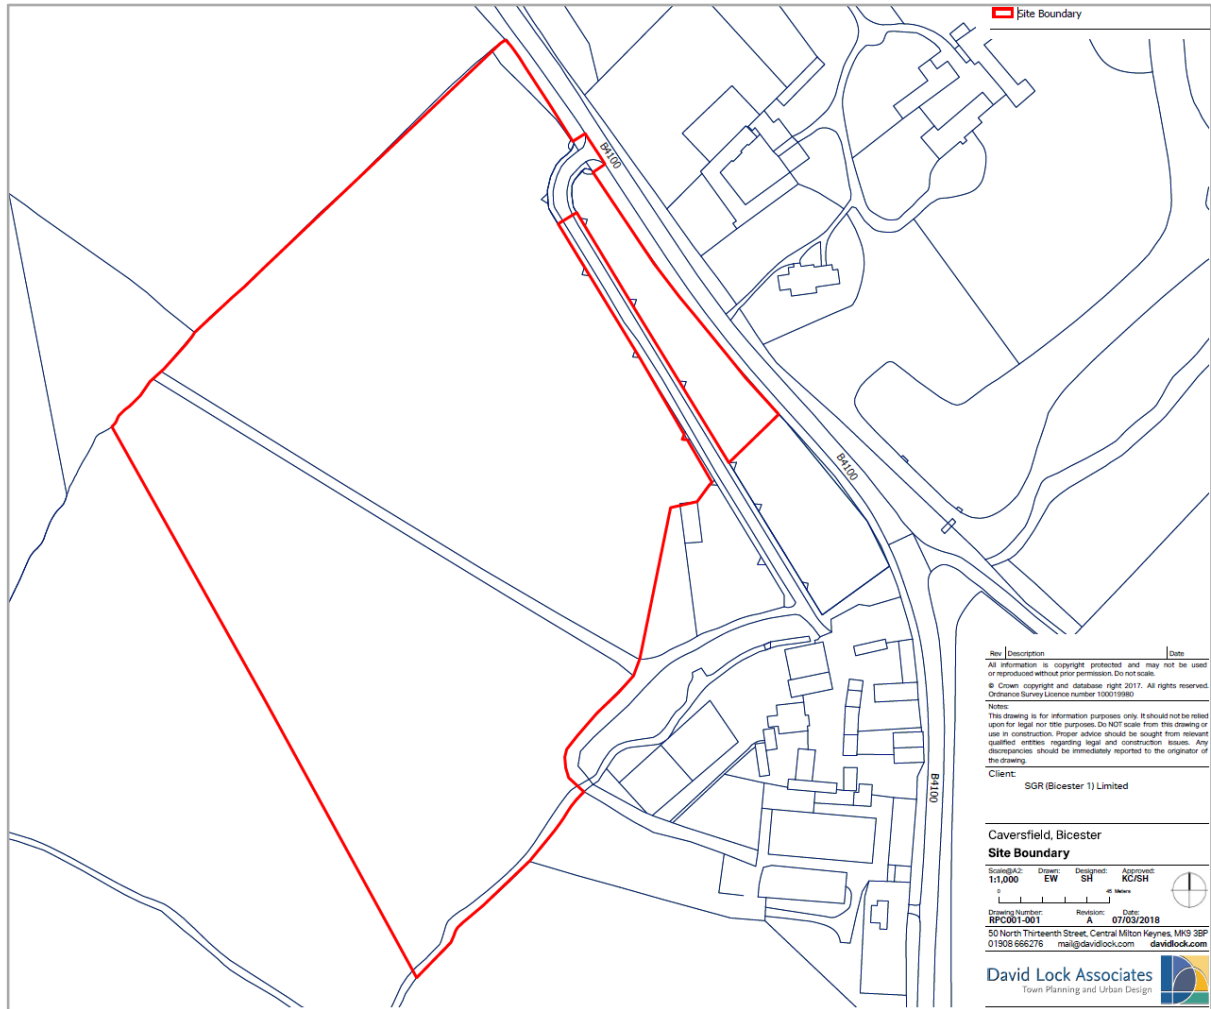 Site Boundary
B4100
B4100
B4100
Rev Description Date
All information is copyright protected and may not be used
or reproduced without prior permission. Do not scale.
© Crown copyright and database right 2017. All rights reserved.
Ordnance Survey Licence number 100019980
Notes:
This drawing is for information purposes only. It should not be relied
upon for legal nor title purposes. Do NOT scale from this drawing or
use in construction. Proper advice should be sought from relevant
qualified entities regarding legal and construction issues. Any
discrepancies should be immediately reported to the originator of
the drawing.
Client:
SGR (Bicester 1) Limited
Caversfield, Bicester
Site Boundary
Scale@A2: Drawn: Designed: Approved:
1:1,000 EW SH KC/SH
0 45 Meters
Drawing Number: Revision: Date:
RPC001-001 A 07/03/2018
50 North Thirteenth Street, Central Milton Keynes, MK9 3BP
01908 666276 mail@davidlock.com davidlock.com
David Lock Associates
Town Planning and Urban Design